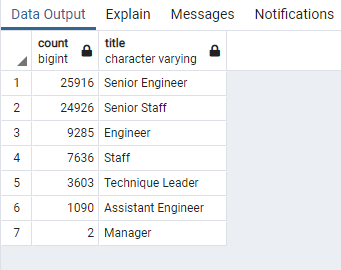 Data Output Explain Messages Notifications
count title
bigint character varying
1 25916 Senior Engineer
2 24926 Senior Staff
3 9285 Engineer
4 7636 Staff
5 3603 Technique Leader
6 1090 Assistant Engineer
7 2 Manager